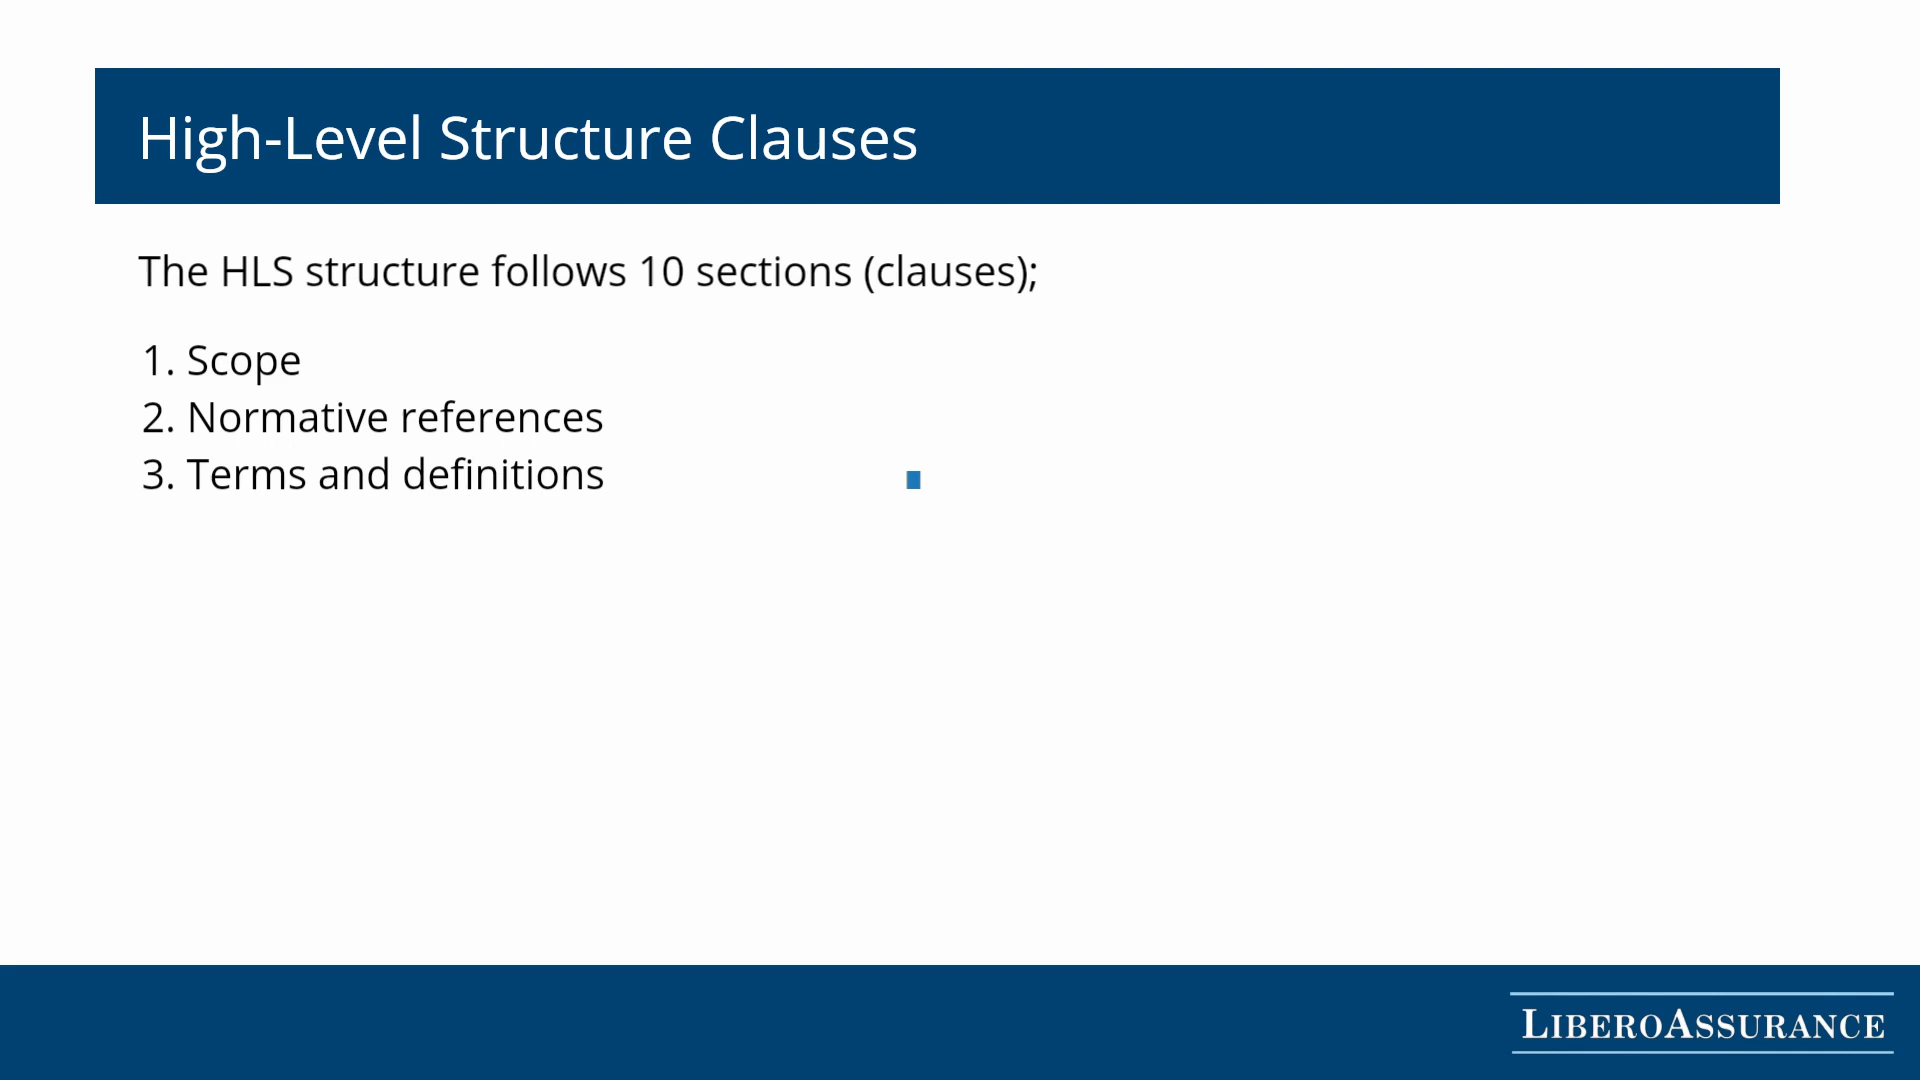 High-Level Structure Clauses
The HLS structure follows 10 sections (clauses);
1. Scope
2. Normative references
3. Terms and definitions
LIBEROASSURANCE